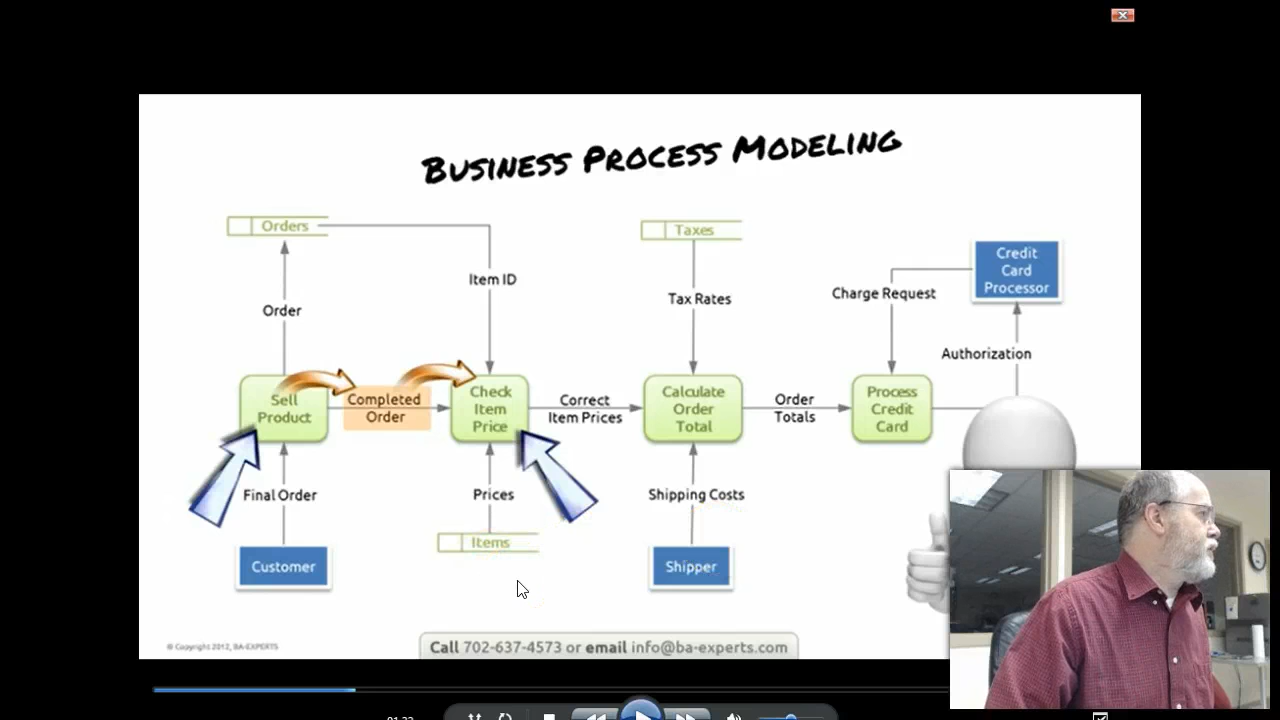 BUSINESS PROCESS MODELING
Orders
Taxes
Credit
Card
Processor
Item ID
Charge Request
Tax Rates
Order
Authorization
Sell
Product
Completed
Order
Check
Item
Price
Correct
Item Prices
Calculate
Order
Total
Order
Totals
Process
Credit
Card
Final Order
Prices
Shipping Costs
Items
Customer
Shipper
© Copyright 2012, BA-EXPERTS
Call 702-637-4573 or email info@ba-experts.com